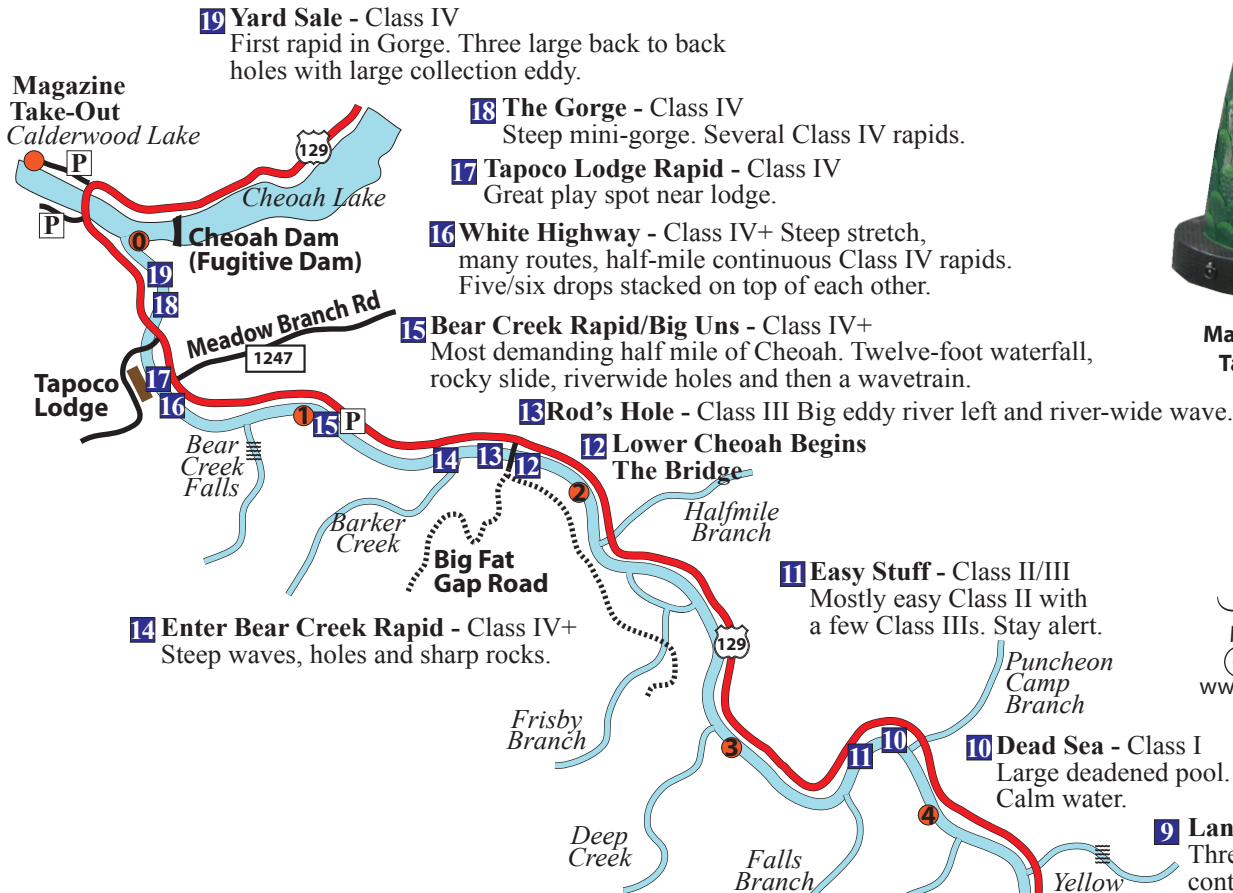 19 Yard Sale - Class IV
First rapid in Gorge. Three large back to back
holes with large collection eddy.
Magazine
Take-Out
Calderwood Lake
P
P
129
Cheoah Lake
18 The Gorge - Class IV
Steep mini-gorge. Several Class IV rapids.
17 Tapoco Lodge Rapid - Class IV
Great play spot near lodge.
0
Cheoah Dam
(Fugitive Dam)
16 White Highway - Class IV+ Steep stretch,
many routes, half-mile continuous Class IV rapids.
Five/six drops stacked on top of each other.
19
18
Meadow Branch Rd
1247
15 Bear Creek Rapid/Big Uns - Class IV+
Most demanding half mile of Cheoah. Twelve-foot waterfall,
rocky slide, riverwide holes and then a wavetrain.
Ma
Ta
Tapoco
Lodge
17
16
1
15
P
13 Rod's Hole - Class III Big eddy river left and river-wide wave.
12 Lower Cheoah Begins
The Bridge
Bear
Creek
Falls
14
13
12
2
Barker
Creek
Big Fat
Gap Road
Halfmile
Branch
11 Easy Stuff - Class II/III
Mostly easy Class II with
a few Class IIIs. Stay alert.
14 Enter Bear Creek Rapid - Class IV+
Steep waves, holes and sharp rocks.
129
Puncheon
Camp
Branch
ww
Frisby
Branch
3
11
10
10 Dead Sea - Class I
Large deadened pool.
Calm water.
4
Deep
Creek
Falls
Branch
Yellow
9 Lan
Thre
cont